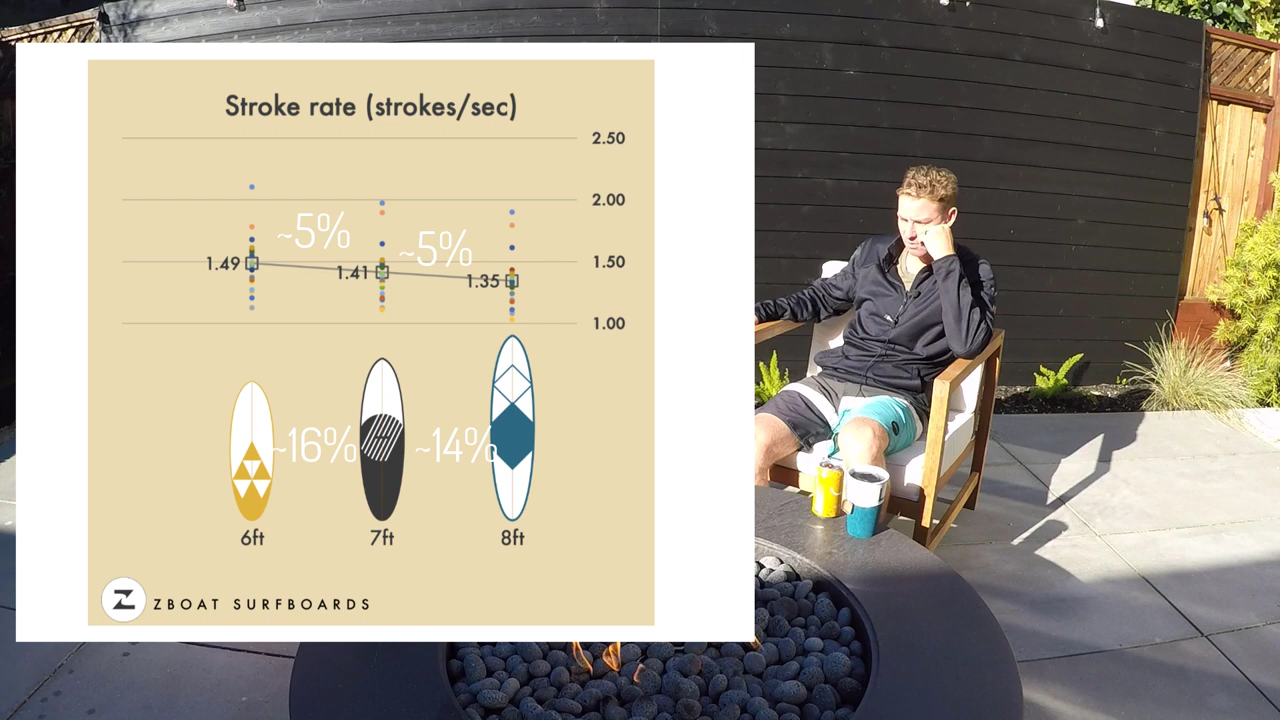 Stroke rate (strokes/sec)
2.50
2.00
~5%
~5%
1.50
1.49
1.41
1.35
1.00
~16%
~14%
6ft
7ft
8ft
Z ZBOAT SURFBOARDS